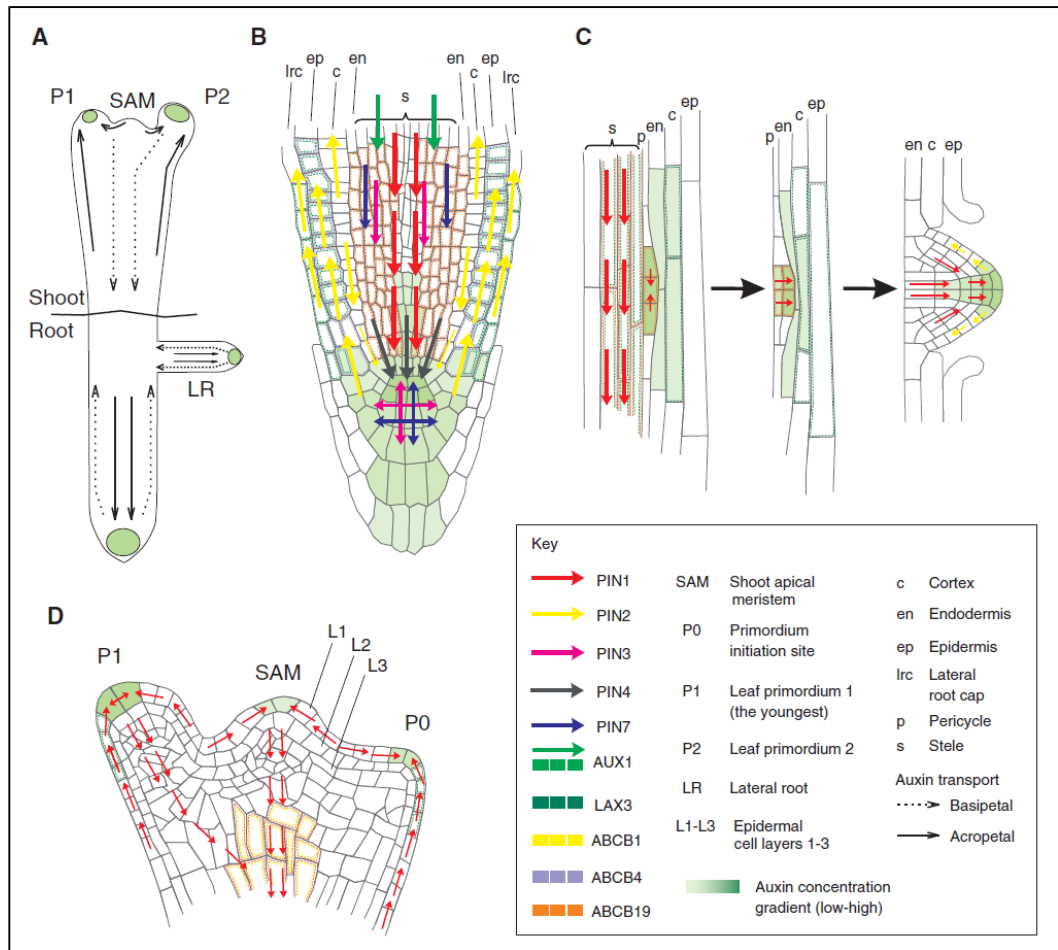 A
P1
SAM
P2
Shoot
Root
LR
B
lrc
ep
c
en
s
en
c
ep
lrc
C
s
p
en
c
ep
p
en
c
ep
en
c
ep
D
P1
SAM
L1
L2
L3
P0
Key
PIN1
PIN2
PIN3
PIN4
PIN7
AUX1
LAX3
ABCB1
ABCB4
ABCB19
SAM Shoot apical
meristem
P0 Primordium
initiation site
P1 Leaf primordium 1
(the youngest)
P2 Leaf primordium 2
LR Lateral root
L1-L3 Epidermal
cell layers 1-3
Auxin concentration
gradient (low-high)
c Cortex
en Endodermis
ep Epidermis
lrc Lateral
root cap
p Pericycle
s Stele
Auxin transport
Basipetal
Acropetal